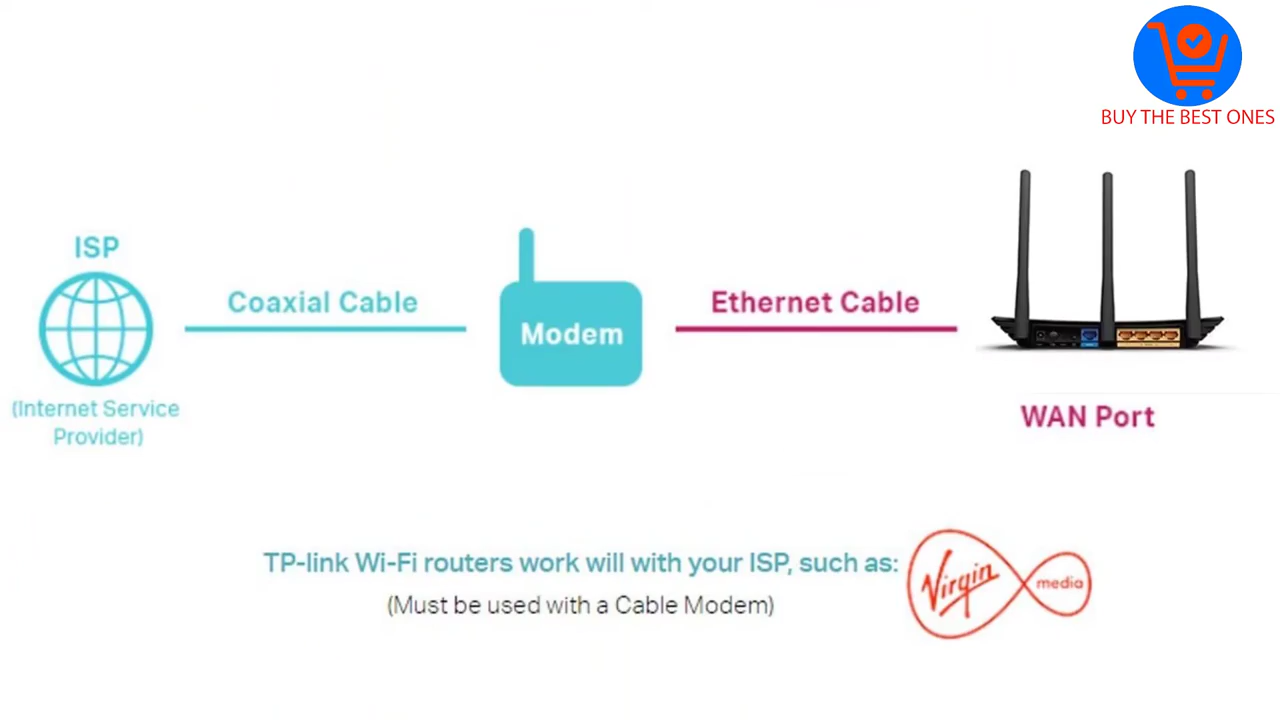 BUY THE BEST ONES
ISP
Coaxial Cable
Modem
Ethernet Cable
(Internet Service
Provider)
WAN Port
TP-link Wi-Fi routers work will with your ISP, such as:
(Must be used with a Cable Modem)
Virgin media